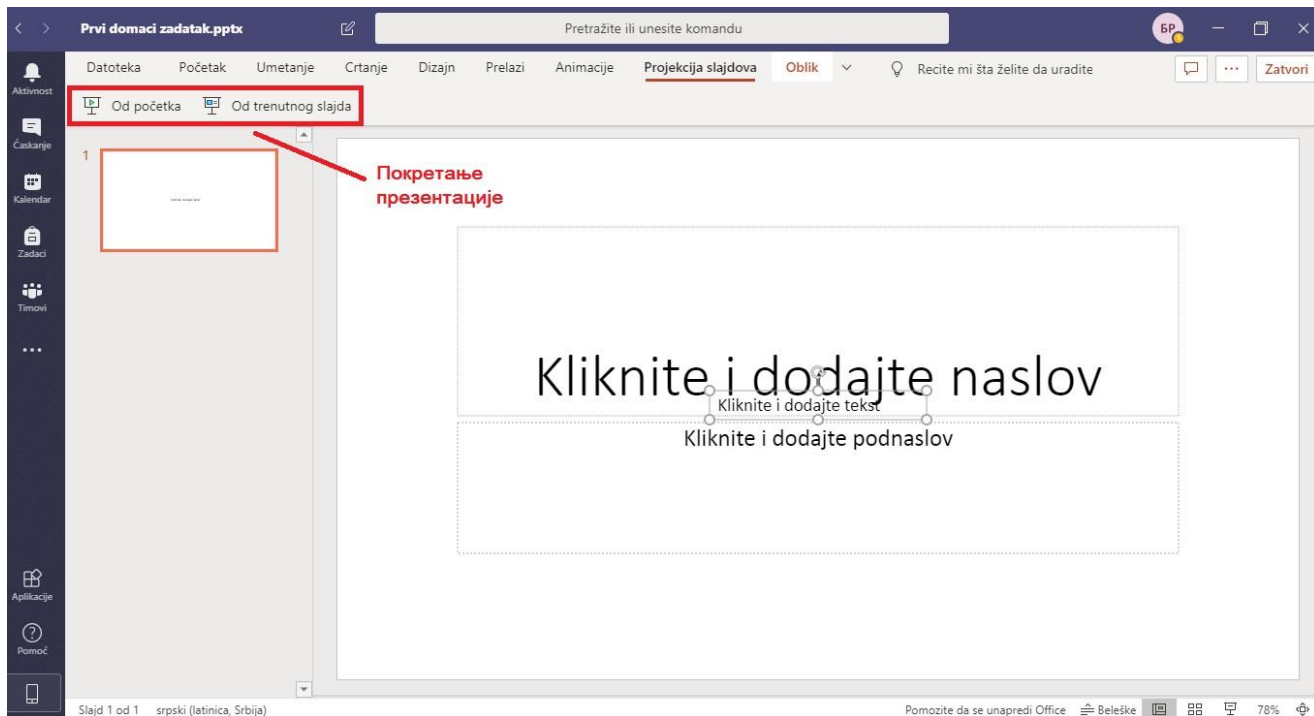 Prvi domaci zadatak.pptx
Pretražite ili unesite komandu
БР
Aktivnost
Ćaskanje
Kalendar
Zadaci
Timovi
Aplikacije
Pomoć
Datoteka Početak Umetanje Crtanje Dizajn Prelazi Animacije Projekcija slajdova Oblik Recite mi šta želite da uradite Zatvori
Od početka Od trenutnog slajda
1
Покретање
презентације
Kliknite i dodajte naslov
Kliknite i dodajte tekst
Kliknite i dodajte podnaslov
Slajd 1 od 1 srpski (latinica, Srbija) Pomozite da se unapredi Office Beleške 78%